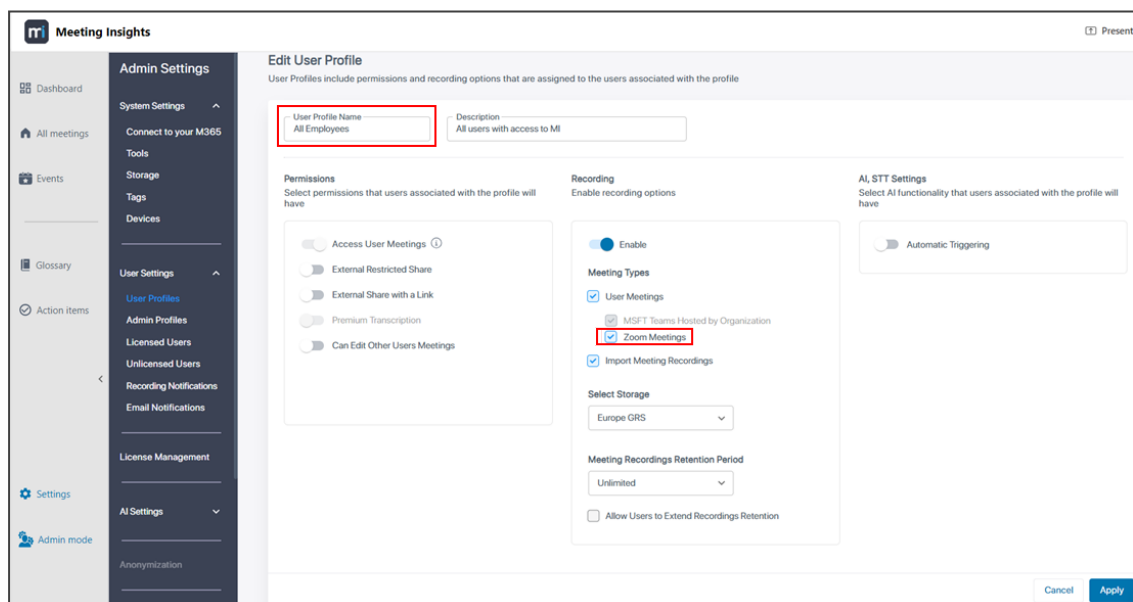 mi Meeting Insights
Present
Dashboard
All meetings
Events
Glossary
Action items
Settings
Admin mode
Admin Settings
System Settings
Connect to your M365
Tools
Storage
Tags
Devices
User Settings
User Profiles
Admin Profiles
Licensed Users
Unlicensed Users
Recording Notifications
Email Notifications
License Management
AI Settings
Anonymization
Edit User Profile
User Profiles include permissions and recording options that are assigned to the users associated with the profile
User Profile Name
All Employees
Description
All users with access to MI
Permissions
Select permissions that users associated with the profile will
have
Access User Meetings
External Restricted Share
External Share with a Link
Premium Transcription
Can Edit Other Users Meetings
Recording
Enable recording options
Enable
Meeting Types
User Meetings
MSFT Teams Hosted by Organization
Zoom Meetings
Import Meeting Recordings
Select Storage
Europe GRS
Meeting Recordings Retention Period
Unlimited
Allow Users to Extend Recordings Retention
AI, STT Settings
Select AI functionality that users associated with the profile will
have
Automatic Triggering
Cancel
Apply